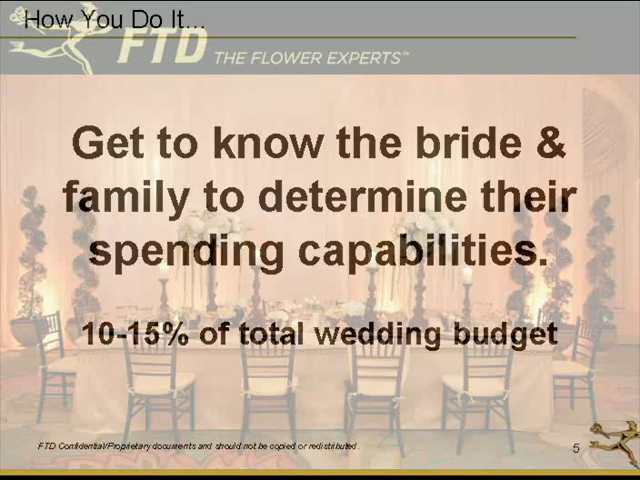 How You Do It...
FTD THE FLOWER EXPERTS™
Get to know the bride &
family to determine their
spending capabilities.
10-15% of total wedding budget
FTD Confidential/Proprietary documents and should not be copied or redistributed.
5